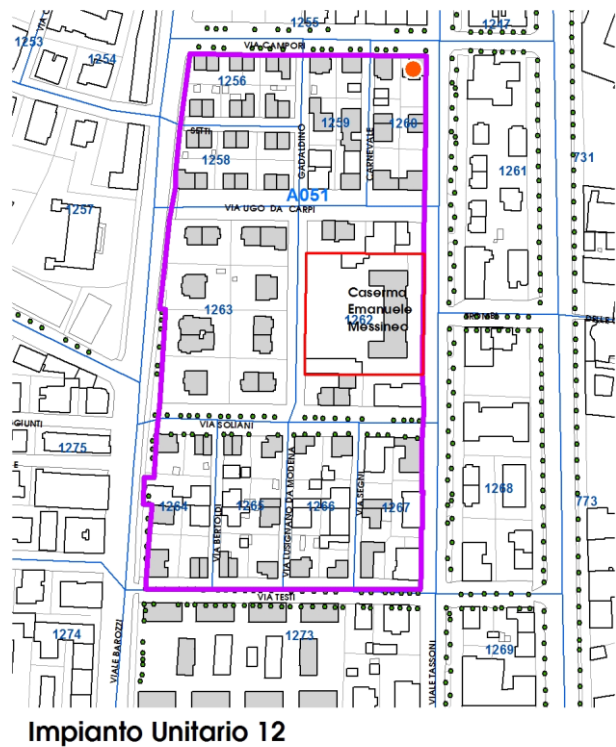 1255
1247
VIA CAMPORI
1253
1254
1256
1259
1260
SETTI
1258
GADALDINO
CARNEVALE
731
1261
A051
VIA UGO DA CARPI
1257
Caserma
1263
Emanuele
1262
Messineo
VIA SOLIANI
GIUNTI
1275
E
1264
1265
1266
1267
1268
773
VIA BERTOLDI
VIA LUSIGNANO DA MODENA
VIA SEGNI
VIA TESTI
1274
1273
1269
VIALE BAROZZI
VIALE TASSONI
Impianto Unitario 12